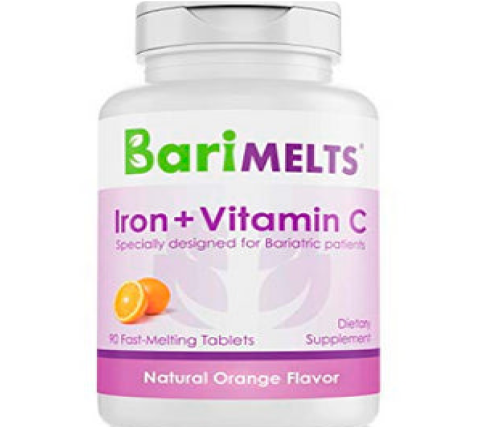 BariMELTS®
Iron + Vitamin C
Specially designed for Bariatric patients
90 Fast-Melting Tablets
Dietary
Supplement
Natural Orange Flavor